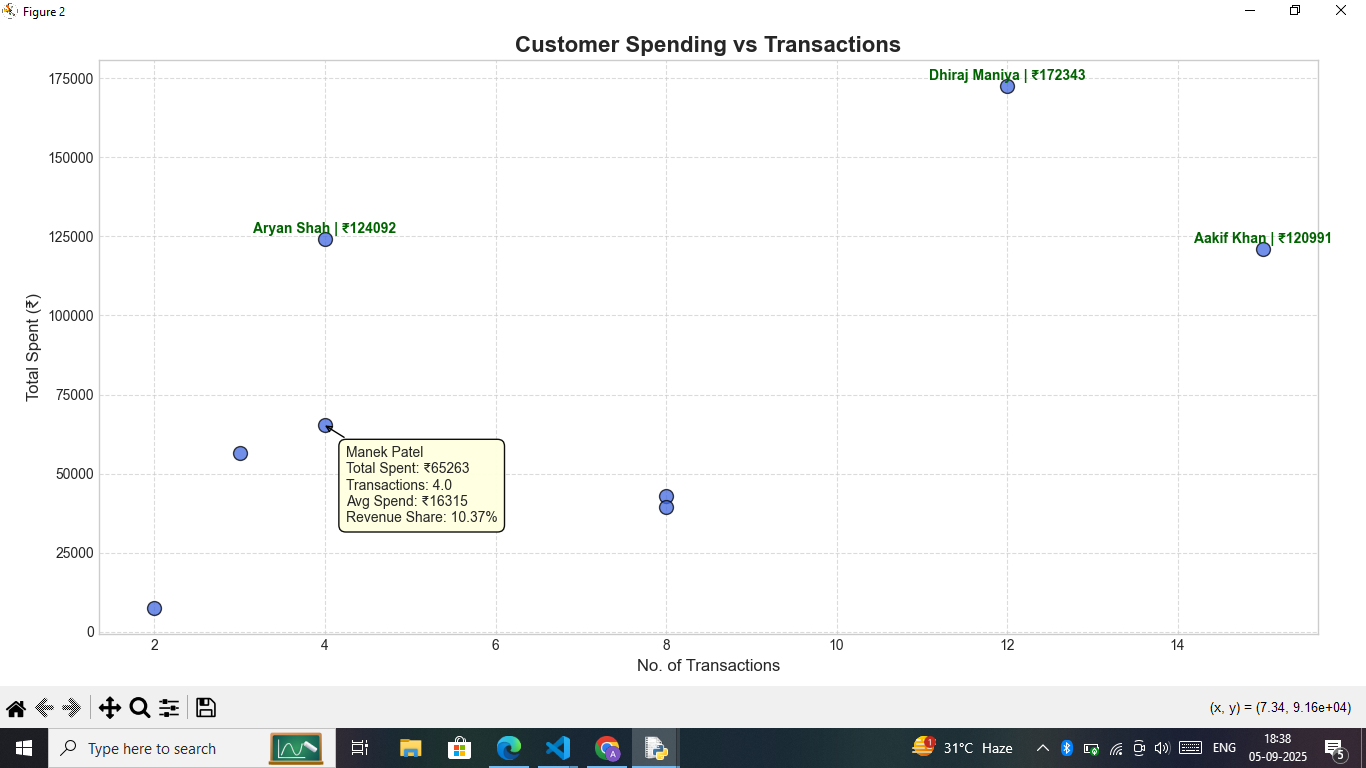 Figure 2
Customer Spending vs Transactions
175000
150000
125000
100000
75000
50000
25000
0
Total Spent (₹)
Dhiraj Maniya | ₹172343
Aryan Shah | ₹124092
Aakif Khan | ₹120991
Manek Patel
Total Spent: ₹65263
Transactions: 4.0
Avg Spend: ₹16315
Revenue Share: 10.37%
2 4 6 8 10 12 14
No. of Transactions
(x, y) = (7.34, 9.16e+04)
Type here to search
1
31°C Haze
ENG
18:38
05-09-2025
5
A